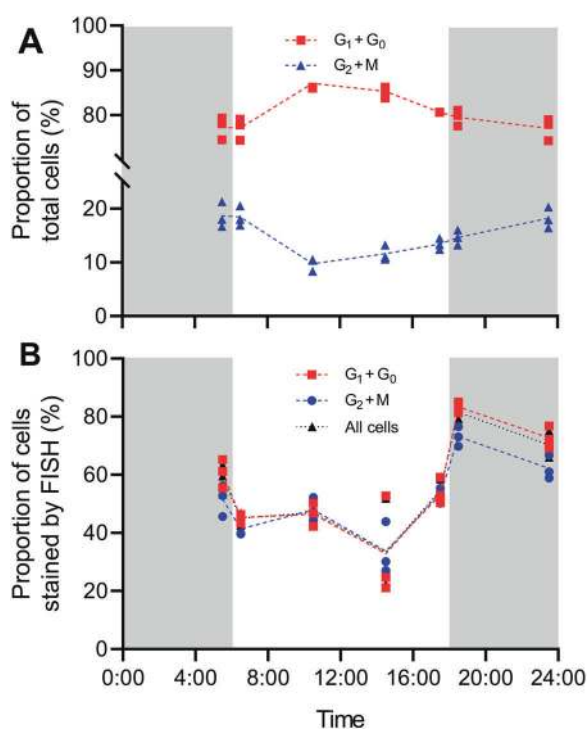 A
G₁ + G₀
G₂ + M
Proportion of
total cells (%)
100
90
80
20
10
0
B
G₁ + G₀
G₂ + M
All cells
Proportion of cells
stained by FISH (%)
100
80
60
40
20
0
0:00 4:00 8:00 12:00 16:00 20:00 24:00
Time